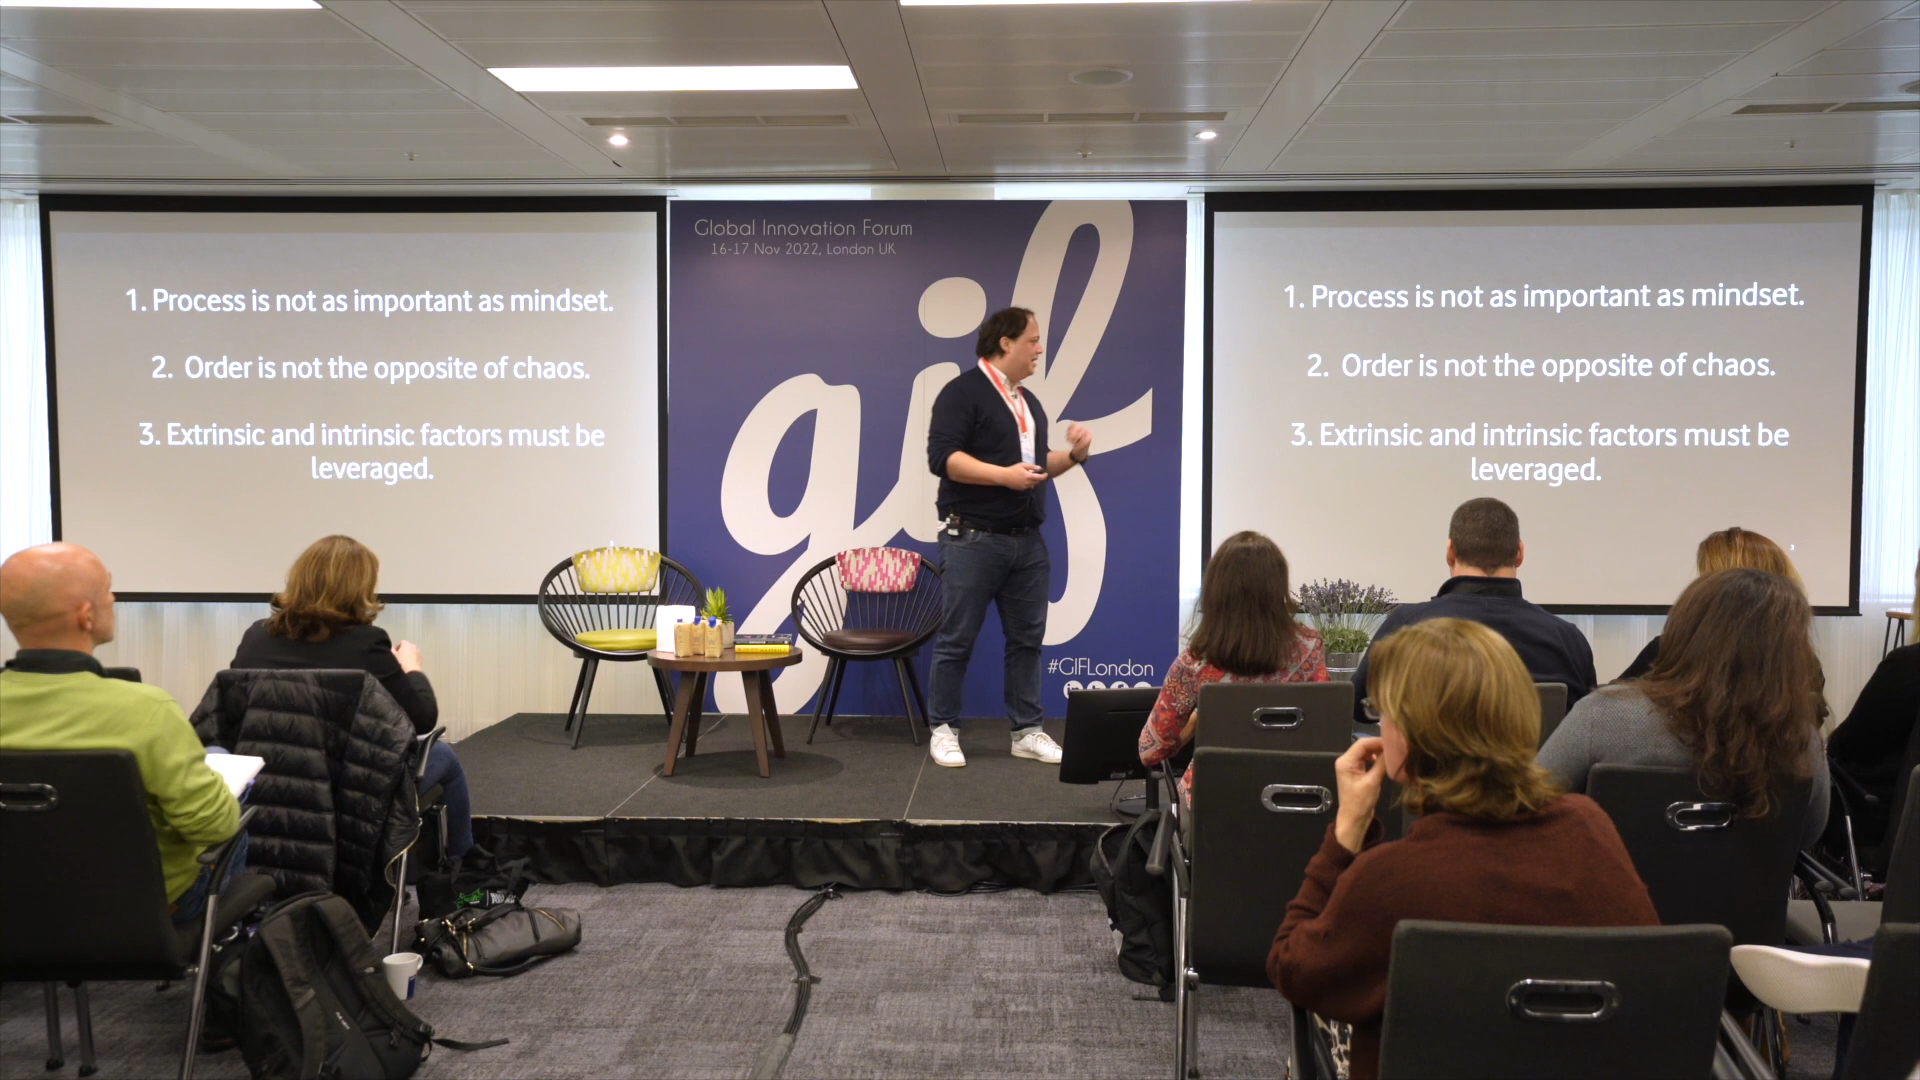 1. Process is not as important as mindset.
2. Order is not the opposite of chaos.
3. Extrinsic and intrinsic factors must be
leveraged.
Global Innovation Forum
16-17 Nov 2022, London UK
gif
#GIFLondon
1. Process is not as important as mindset.
2. Order is not the opposite of chaos.
3. Extrinsic and intrinsic factors must be
leveraged.